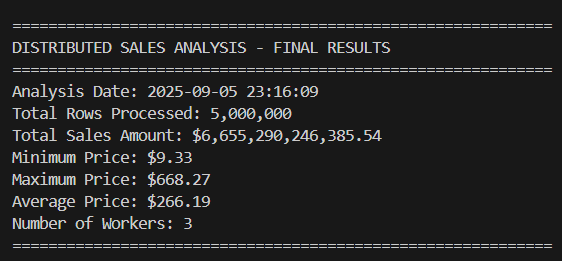 ============================================================
DISTRIBUTED SALES ANALYSIS - FINAL RESULTS
============================================================
Analysis Date: 2025-09-05 23:16:09
Total Rows Processed: 5,000,000
Total Sales Amount: $6,655,290,246,385.54
Minimum Price: $9.33
Maximum Price: $668.27
Average Price: $266.19
Number of Workers: 3
============================================================